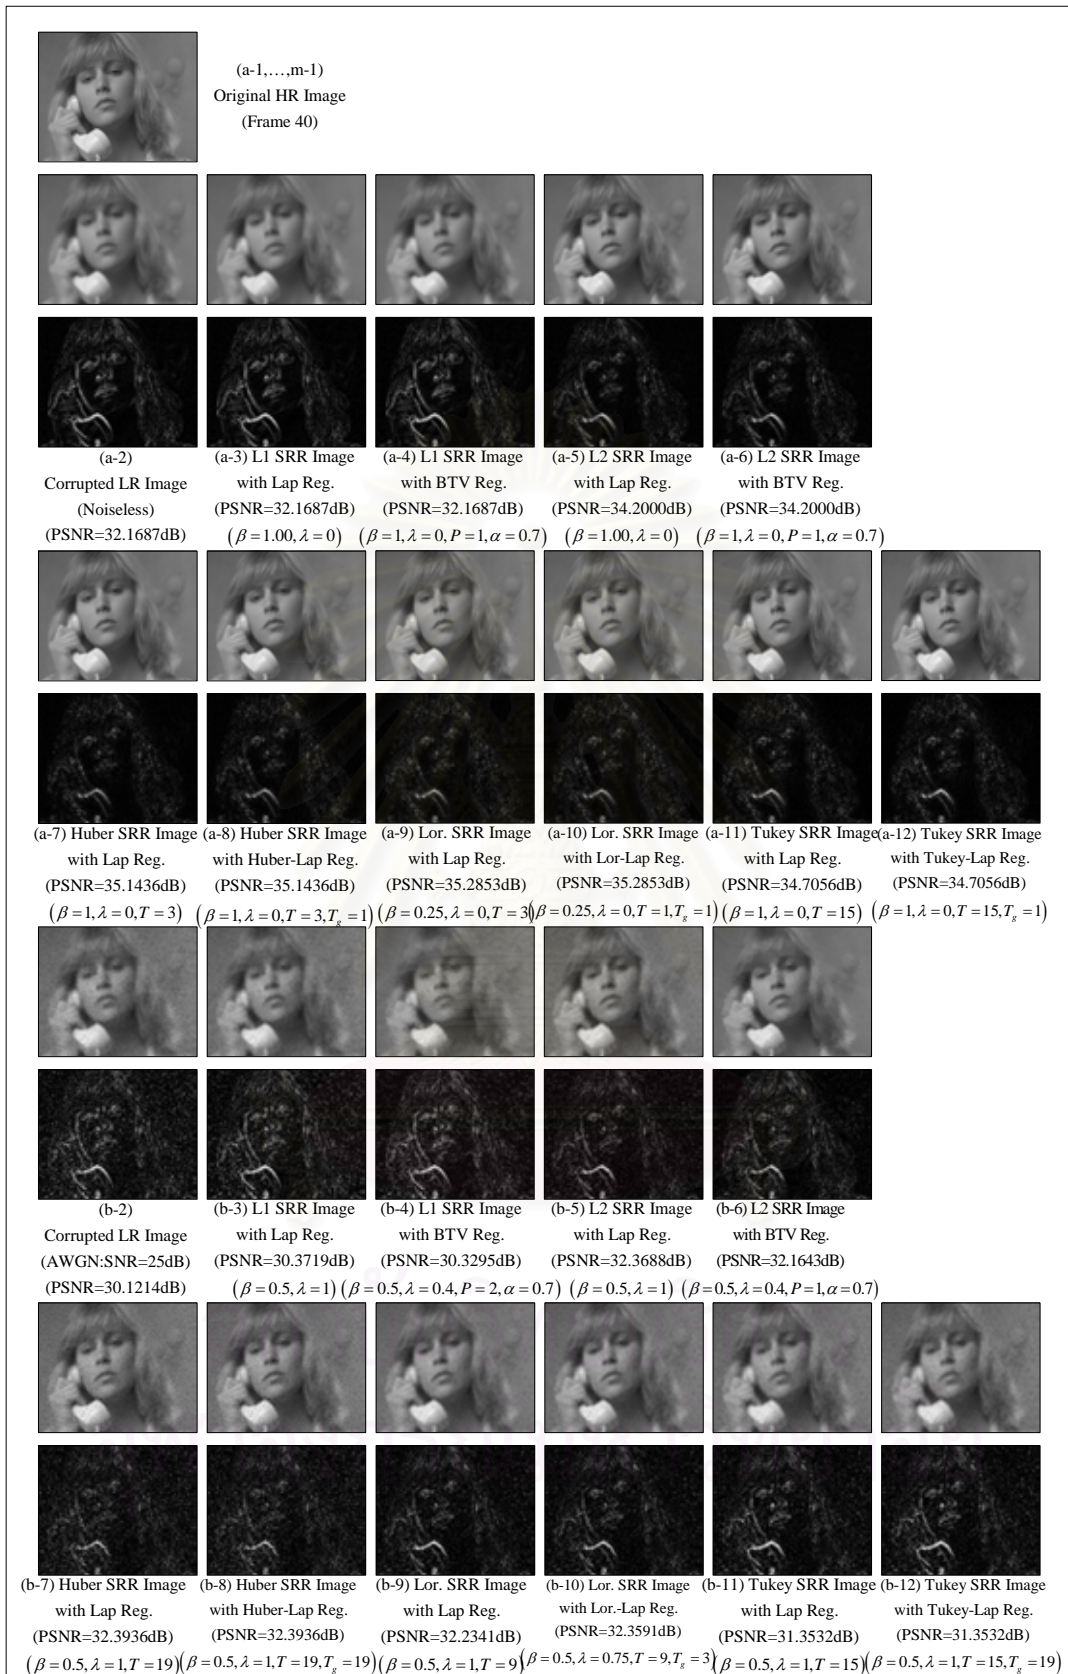 (a-1,…,m-1)
Original HR Image
(Frame 40)
(a-2)
Corrupted LR Image
(Noiseless)
(PSNR=32.1687dB)
(a-3) L1 SRR Image
with Lap Reg.
(PSNR=32.1687dB)
(β=1.00, λ=0)
(a-4) L1 SRR Image
with BTV Reg.
(PSNR=32.1687dB)
(β=1, λ=0, P=1, α=0.7)
(a-5) L2 SRR Image
with Lap Reg.
(PSNR=34.2000dB)
(β=1.00, λ=0)
(a-6) L2 SRR Image
with BTV Reg.
(PSNR=34.2000dB)
(β=1, λ=0, P=1, α=0.7)
(a-7) Huber SRR Image
with Lap Reg.
(PSNR=35.1436dB)
(β=1, λ=0, T=3)
(a-8) Huber SRR Image
with Huber-Lap Reg.
(PSNR=35.1436dB)
(β=1, λ=0, T=3, T_g=1)
(a-9) Lor. SRR Image
with Lap Reg.
(PSNR=35.2853dB)
(β=0.25, λ=0, T=3)
(a-10) Lor. SRR Image
with Lor-Lap Reg.
(PSNR=35.2853dB)
(β=0.25, λ=0, T=1, T_g=1)
(a-11) Tukey SRR Image
with Lap Reg.
(PSNR=34.7056dB)
(β=1, λ=0, T=15)
(a-12) Tukey SRR Image
with Tukey-Lap Reg.
(PSNR=34.7056dB)
(β=1, λ=0, T=15, T_g=1)
(b-2)
Corrupted LR Image
(AWGN:SNR=25dB)
(PSNR=30.1214dB)
(b-3) L1 SRR Image
with Lap Reg.
(PSNR=30.3719dB)
(β=0.5, λ=1)
(b-4) L1 SRR Image
with BTV Reg.
(PSNR=30.3295dB)
(β=0.5, λ=0.4, P=2, α=0.7)
(b-5) L2 SRR Image
with Lap Reg.
(PSNR=32.3688dB)
(β=0.5, λ=1)
(b-6) L2 SRR Image
with BTV Reg.
(PSNR=32.1643dB)
(β=0.5, λ=0.4, P=1, α=0.7)
(b-7) Huber SRR Image
with Lap Reg.
(PSNR=32.3936dB)
(β=0.5, λ=1, T=19)
(b-8) Huber SRR Image
with Huber-Lap Reg.
(PSNR=32.3936dB)
(β=0.5, λ=1, T=19, T_g=19)
(b-9) Lor. SRR Image
with Lap Reg.
(PSNR=32.2341dB)
(β=0.5, λ=1, T=9)
(b-10) Lor. SRR Image
with Lor.-Lap Reg.
(PSNR=32.3591dB)
(β=0.5, λ=0.75, T=9, T_g=3)
(b-11) Tukey SRR Image
with Lap Reg.
(PSNR=31.3532dB)
(β=0.5, λ=1, T=15)
(b-12) Tukey SRR Image
with Tukey-Lap Reg.
(PSNR=31.3532dB)
(β=0.5, λ=1, T=15, T_g=19)